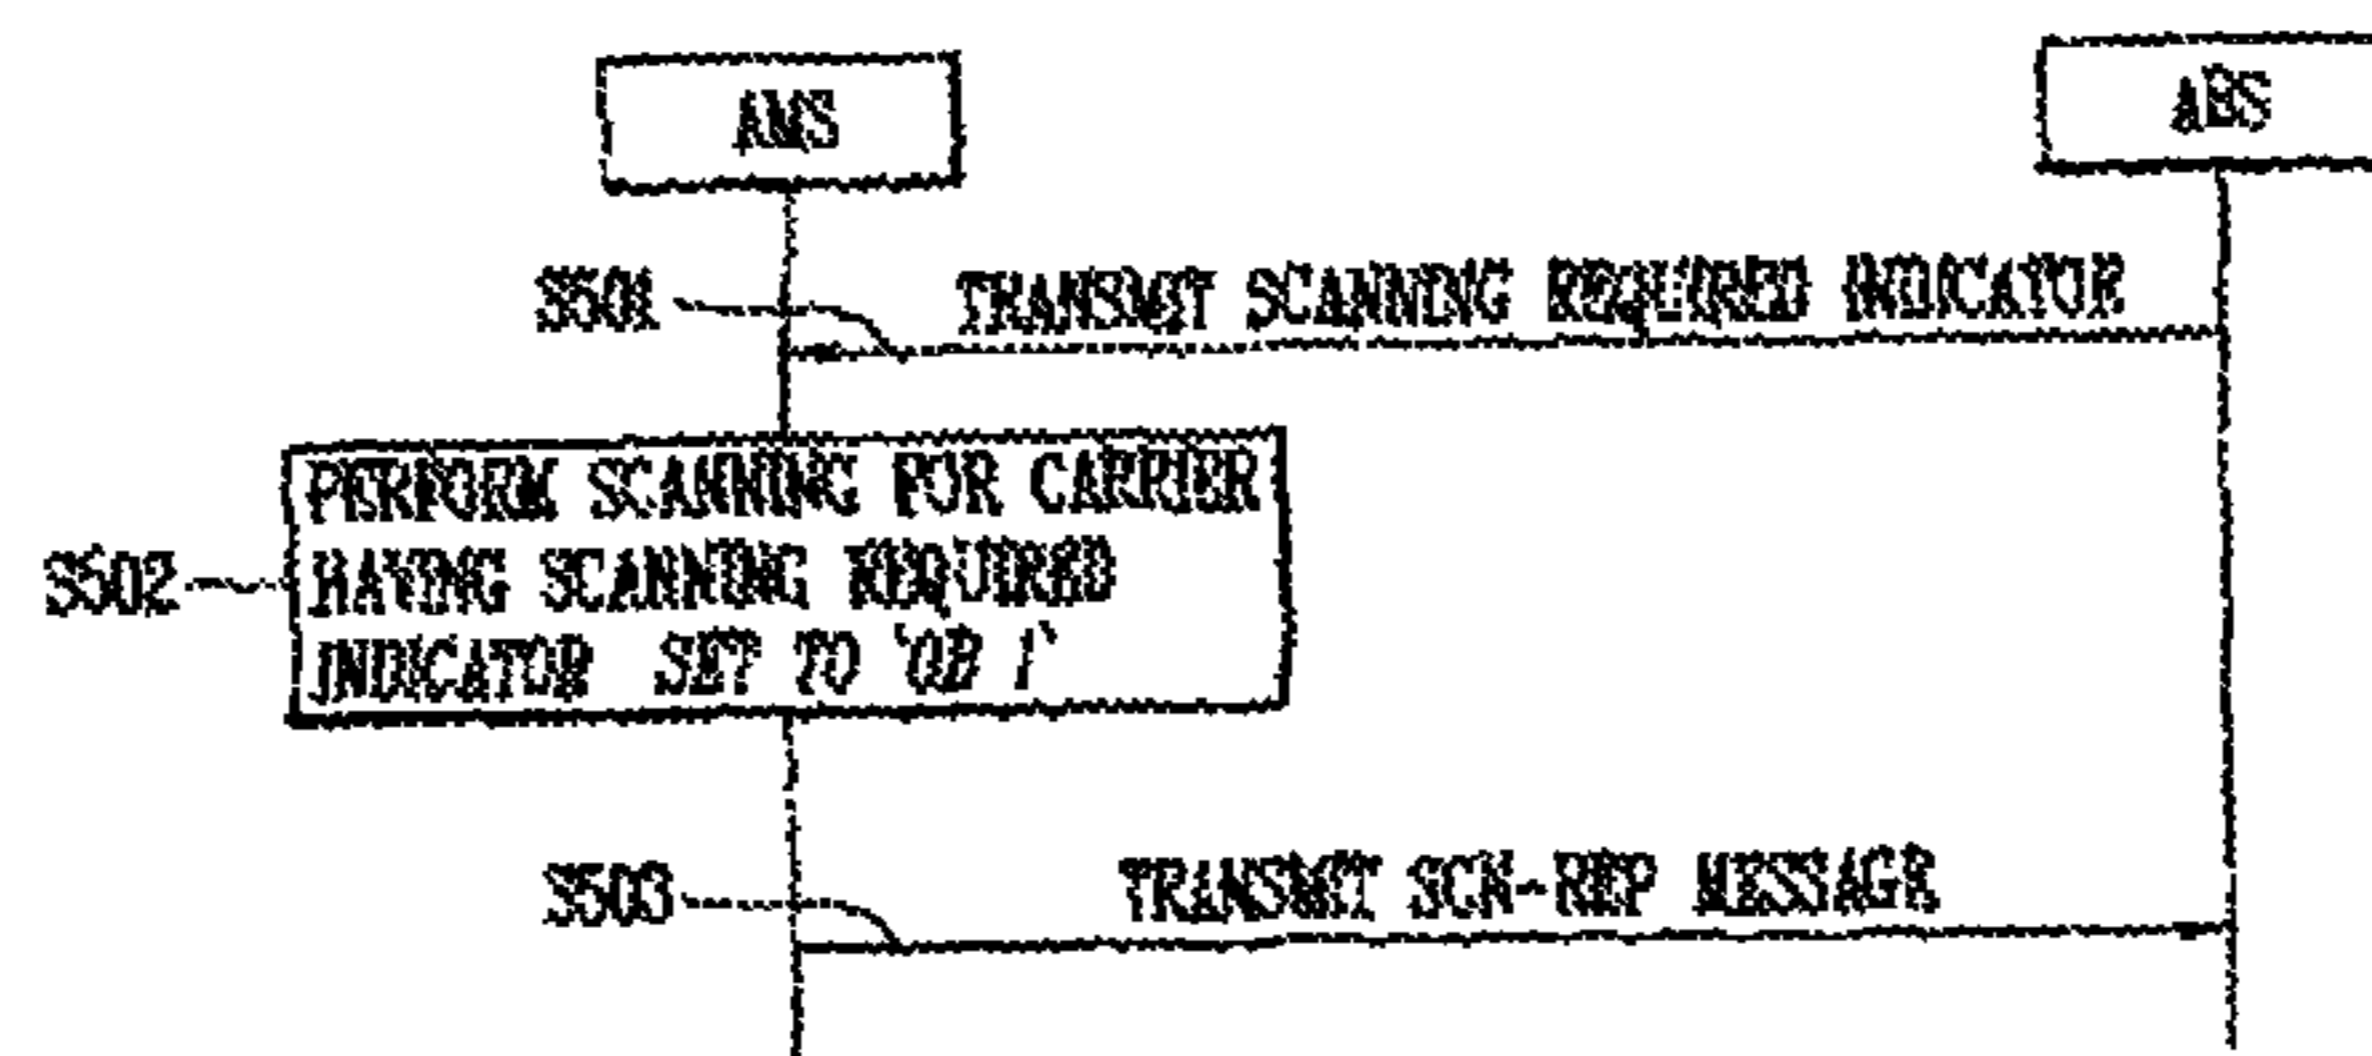 AMS
ABS
S501
TRANSMIT SCANNING REQUIRED INDICATOR
PERFORM SCANNING FOR CARRIER
HAVING SCANNING REQUIRED
INDICATOR SET TO '0B 1'
S502
S503
TRANSMIT SCN-REP MESSAGE